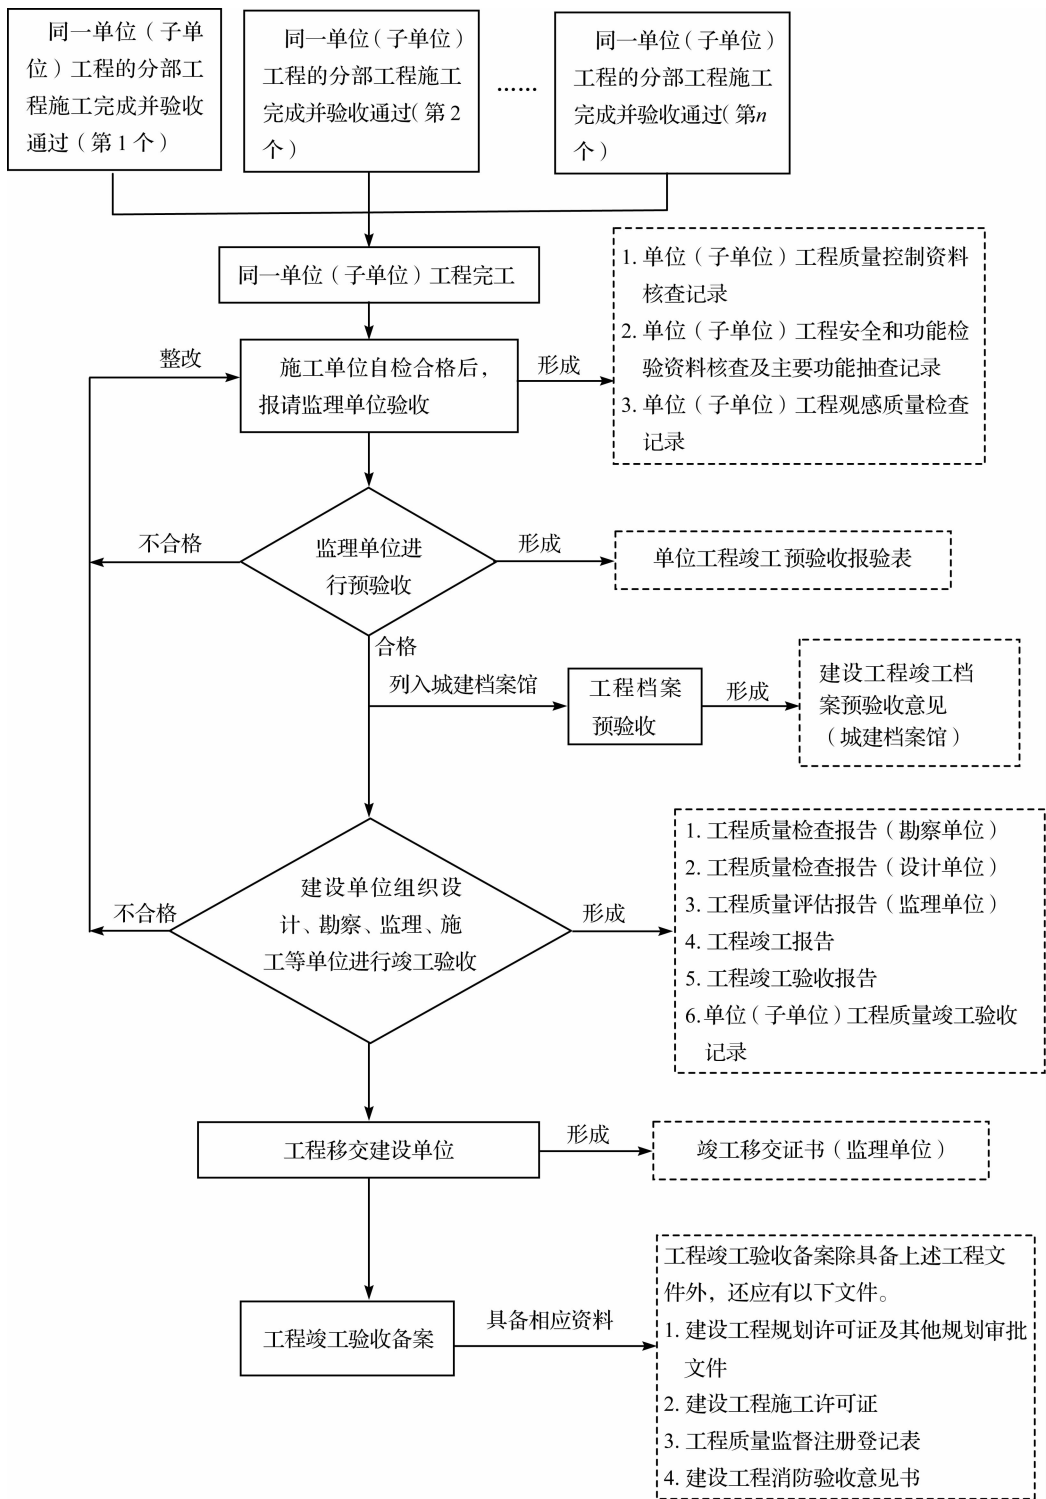 同一单位（子单
位）工程的分部工
程施工完成并验收
通过（第1个）
同一单位（子单位）
工程的分部工程施工
完成并验收通过（第2
个）
……
同一单位（子单位）
工程的分部工程施工
完成并验收通过（第n
个）
同一单位（子单位）工程完工
1. 单位（子单位）工程质量控制资料
核查记录
2. 单位（子单位）工程安全和功能检
验资料核查及主要功能抽查记录
3. 单位（子单位）工程观感质量检查
记录
整改
施工单位自检合格后，
报请监理单位验收
形成
不合格
监理单位进
行预验收
形成
单位工程竣工预验收报验表
合格
列入城建档案馆
工程档案
预验收
形成
建设工程竣工档
案预验收意见
（城建档案馆）
不合格
建设单位组织设
计、勘察、监理、施
工等单位进行竣工验收
形成
1. 工程质量检查报告（勘察单位）
2. 工程质量检查报告（设计单位）
3. 工程质量评估报告（监理单位）
4. 工程竣工报告
5. 工程竣工验收报告
6.单位（子单位）工程质量竣工验收
记录
工程移交建设单位
形成
竣工移交证书（监理单位）
工程竣工验收备案
具备相应资料
工程竣工验收备案除具备上述工程文
件外，还应有以下文件。
1. 建设工程规划许可证及其他规划审批
文件
2. 建设工程施工许可证
3. 工程质量监督注册登记表
4. 建设工程消防验收意见书